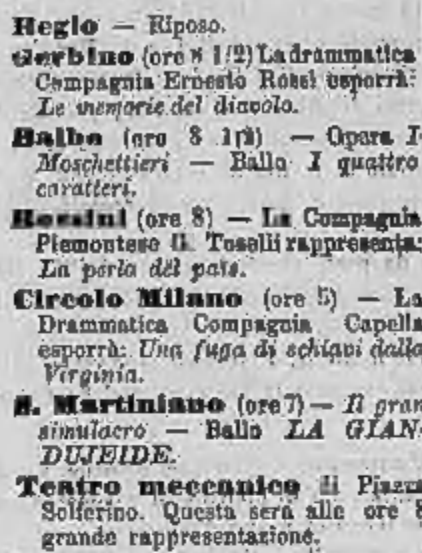 Regio — Riposo.
Gerbino (ore 8 1/2) La drammatica
Compagnia Ernesto Rossi esporrà:
Le memorie del diavolo.
Balbo (ore 8 1/2) — Opera I
Moschettieri — Ballo I quattro
caratteri.
Rossini (ore 8) — La Compagnia
Piemontese G. Toselli rappresenta:
La perla dël pais.
Circolo Milano (ore 5) — La
Drammatica Compagnia Capella
esporrà: Una fuga di schiavi dalla
Virginia.
S. Martiniano (ore 7) — Il gran
simulacro — Ballo LA GIAN-
DUJEIDE.
Teatro meccanico di Piazza
Solferino. Questa sera alle ore 8
grande rappresentazione.